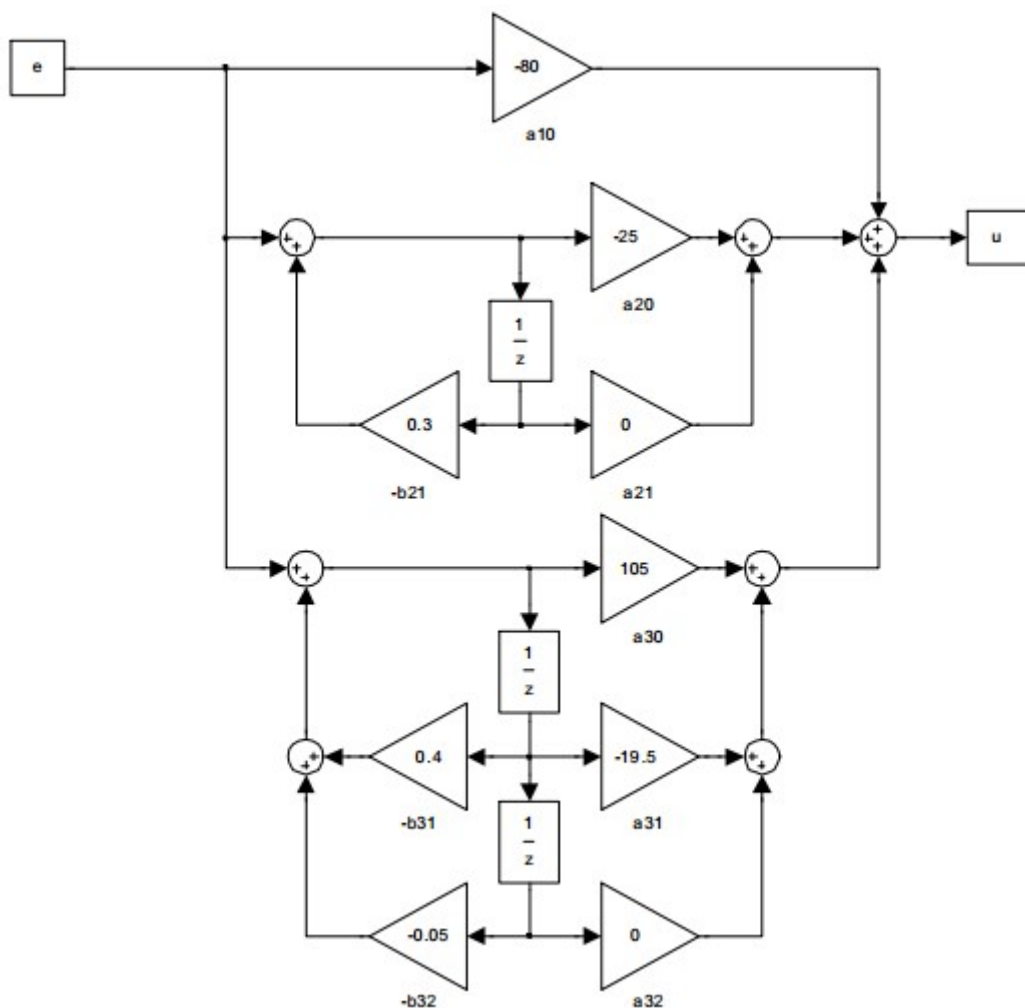 e
-80
a10
+
+
-25
a20
+
+
+
+
+
u
1
z
0.3
-b21
0
a21
+
+
105
a30
+
+
1
z
+
+
0.4
-b31
-19.5
a31
+
+
1
z
-0.05
-b32
0
a32